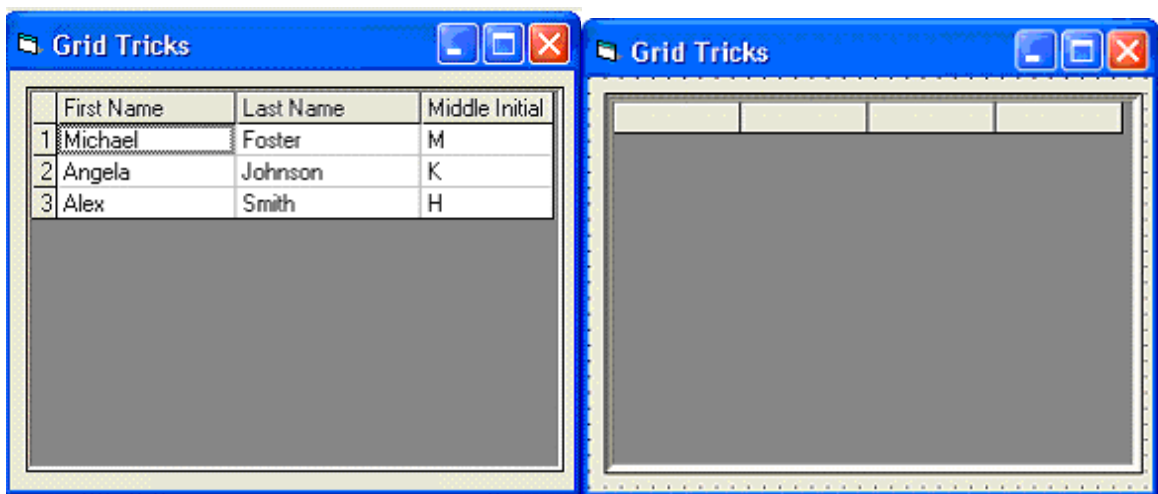 Grid Tricks
First Name Last Name Middle Initial
1 Michael Foster M
2 Angela Johnson K
3 Alex Smith H
Grid Tricks